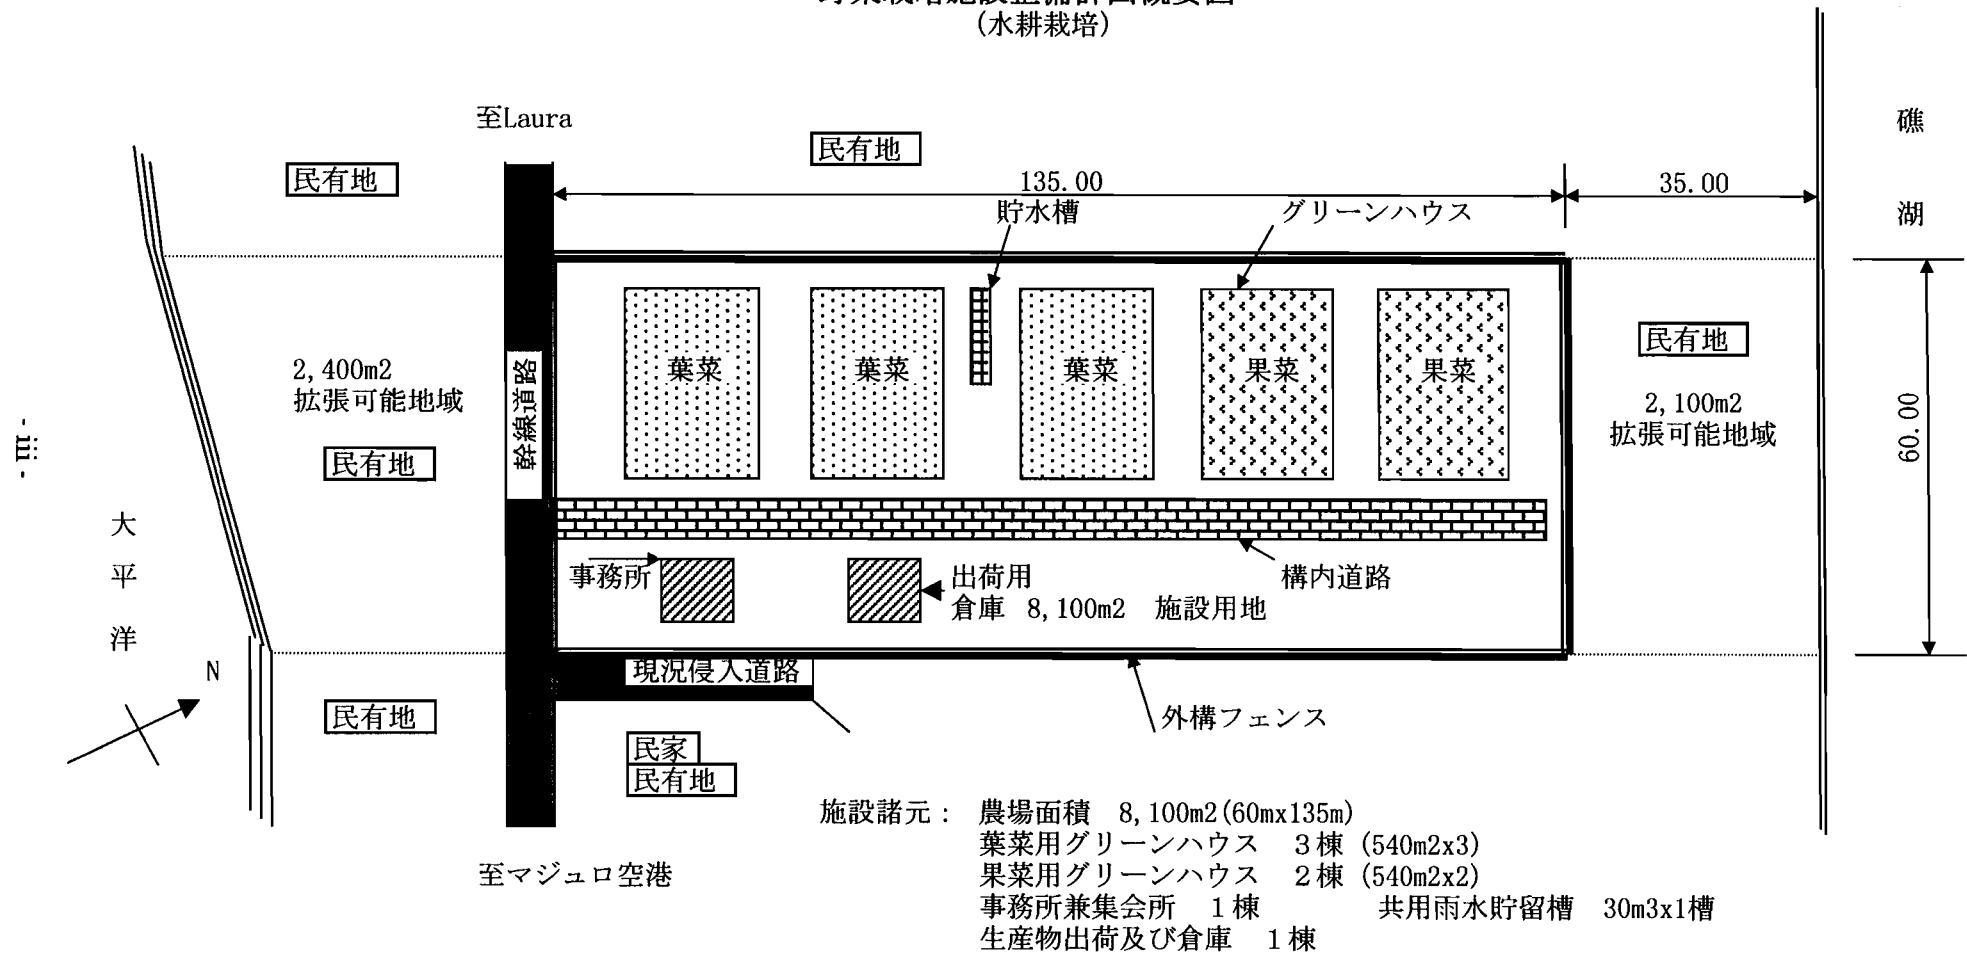 (水耕栽培)
至Laura
礁湖
民有地
民有地
135.00
35.00
貯水槽
グリーンハウス
民有地
葉菜
葉菜
葉菜
果菜
果菜
2,400m2
拡張可能地域
幹線道路
2,100m2
拡張可能地域
60.00
民有地
- iii -
大平洋
事務所
出荷用
倉庫 8,100m2 施設用地
構内道路
N
現況侵入道路
民有地
外構フェンス
民家
民有地
施設諸元： 農場面積 8,100m2(60mx135m)
葉菜用グリーンハウス 3棟 (540m2x3)
至マジュロ空港
果菜用グリーンハウス 2棟 (540m2x2)
事務所兼集会所 1棟 共用雨水貯留槽 30m3x1槽
生産物出荷及び倉庫 1棟